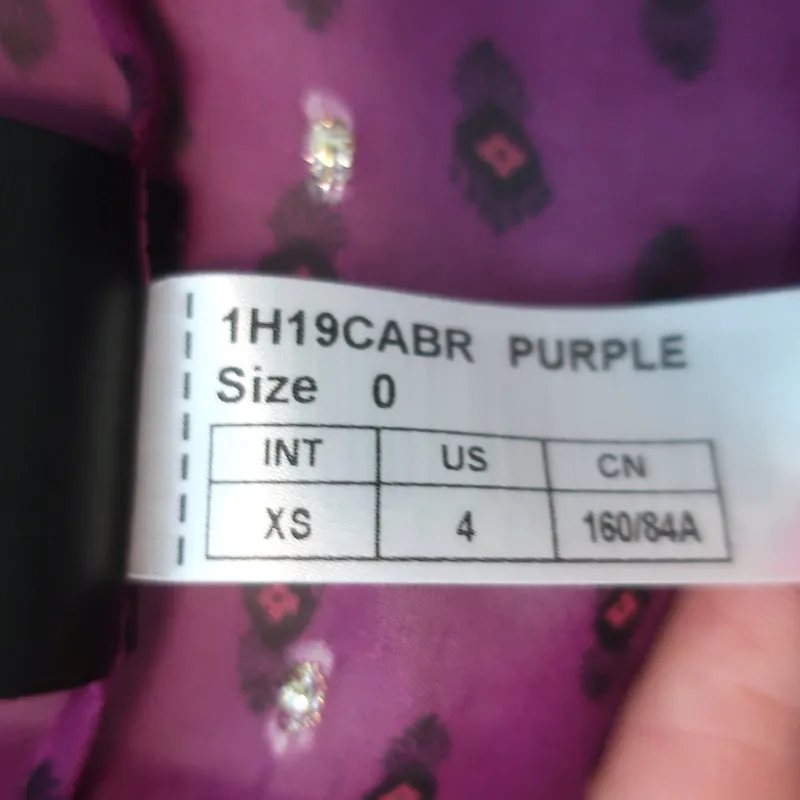 1H19CABR PURPLE
Size 0
INT US CN
XS 4 160/84A